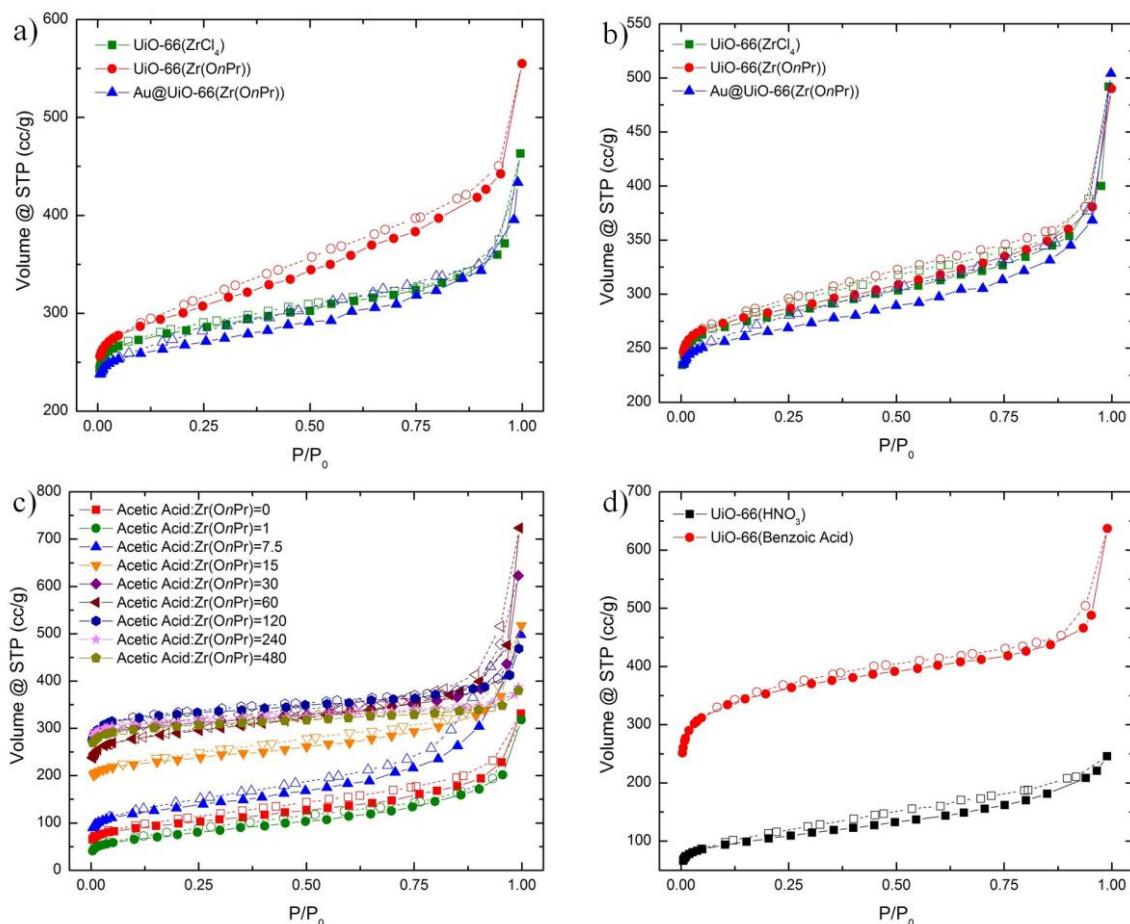 a)
UiO-66(ZrCl₄)
UiO-66(Zr(OnPr))
Au@UiO-66(Zr(OnPr))
Volume @ STP (cc/g)
600
500
400
300
200
0.00 0.25 0.50 0.75 1.00
P/P₀
b)
UiO-66(ZrCl₄)
UiO-66(Zr(OnPr))
Au@UiO-66(Zr(OnPr))
Volume @ STP (cc/g)
550
500
450
400
350
300
250
200
0.00 0.25 0.50 0.75 1.00
P/P₀
c)
Acetic Acid:Zr(OnPr)=0
Acetic Acid:Zr(OnPr)=1
Acetic Acid:Zr(OnPr)=7.5
Acetic Acid:Zr(OnPr)=15
Acetic Acid:Zr(OnPr)=30
Acetic Acid:Zr(OnPr)=60
Acetic Acid:Zr(OnPr)=120
Acetic Acid:Zr(OnPr)=240
Acetic Acid:Zr(OnPr)=480
Volume @ STP (cc/g)
800
700
600
500
400
300
200
100
0
0.00 0.25 0.50 0.75 1.00
P/P₀
d)
UiO-66(HNO₃)
UiO-66(Benzoic Acid)
Volume @ STP (cc/g)
700
600
500
400
300
200
100
0.00 0.25 0.50 0.75 1.00
P/P₀